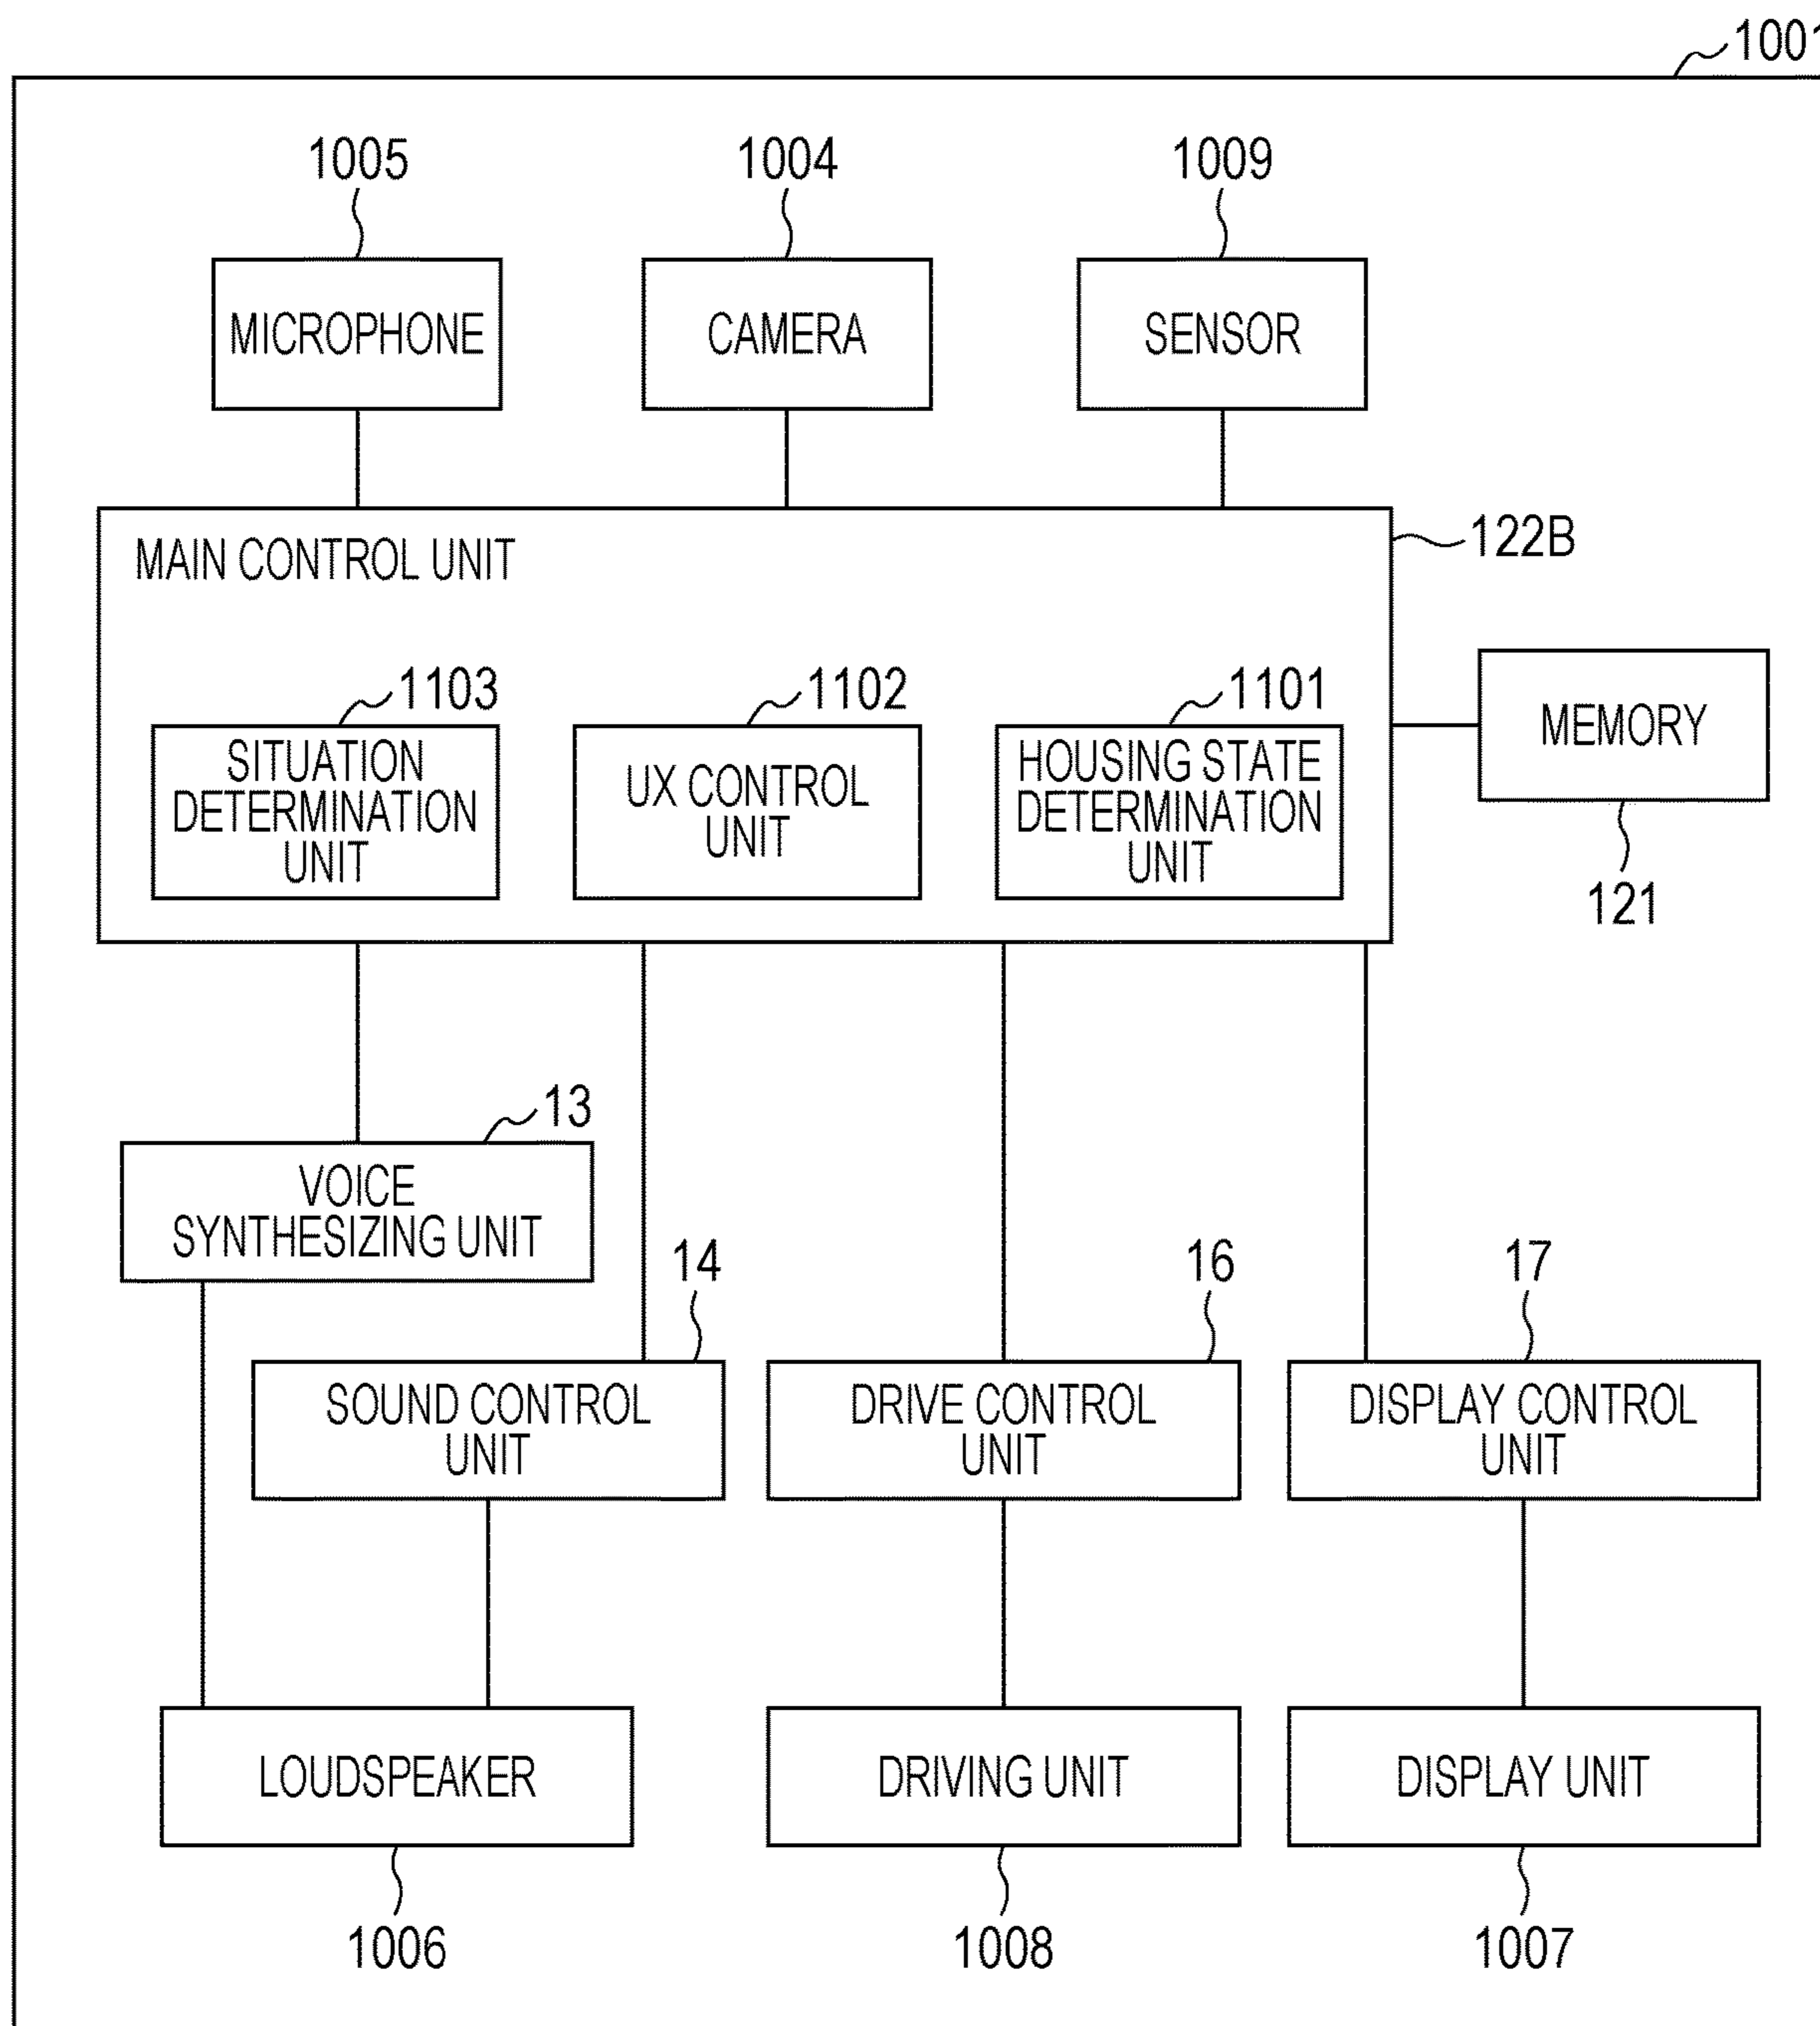 1001
1005
1004
1009
MICROPHONE
CAMERA
SENSOR
122B
MAIN CONTROL UNIT
1103
1102
1101
SITUATION
DETERMINATION
UNIT
UX CONTROL
UNIT
HOUSING STATE
DETERMINATION
UNIT
MEMORY
121
13
VOICE
SYNTHESIZING UNIT
14
16
17
SOUND CONTROL
UNIT
DRIVE CONTROL
UNIT
DISPLAY CONTROL
UNIT
LOUDSPEAKER
DRIVING UNIT
DISPLAY UNIT
1006
1008
1007